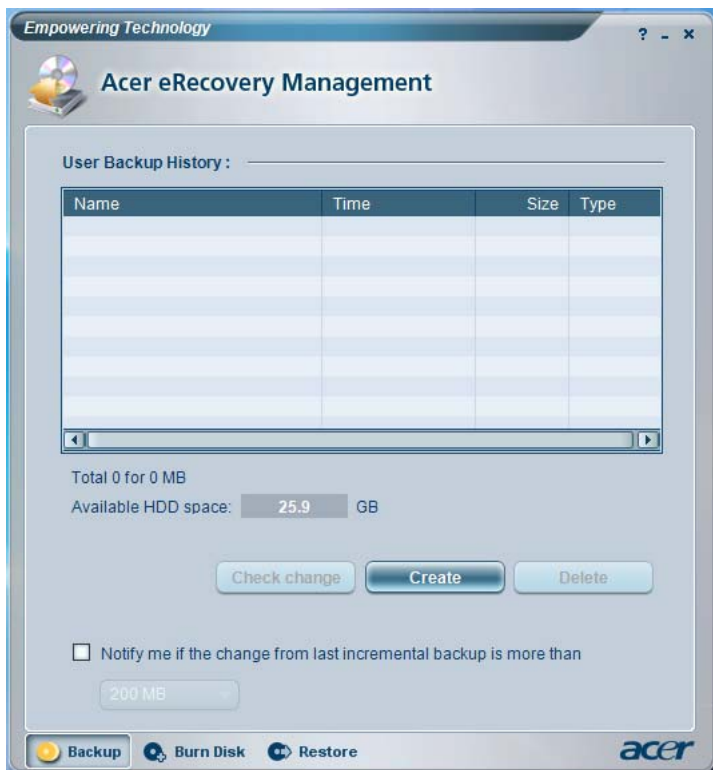 Empowering Technology
? - ×
Acer eRecovery Management
User Backup History :
Name Time Size Type
Total 0 for 0 MB
Available HDD space: 25.9 GB
Check change Create Delete
Notify me if the change from last incremental backup is more than
200 MB
Backup Burn Disk Restore acer